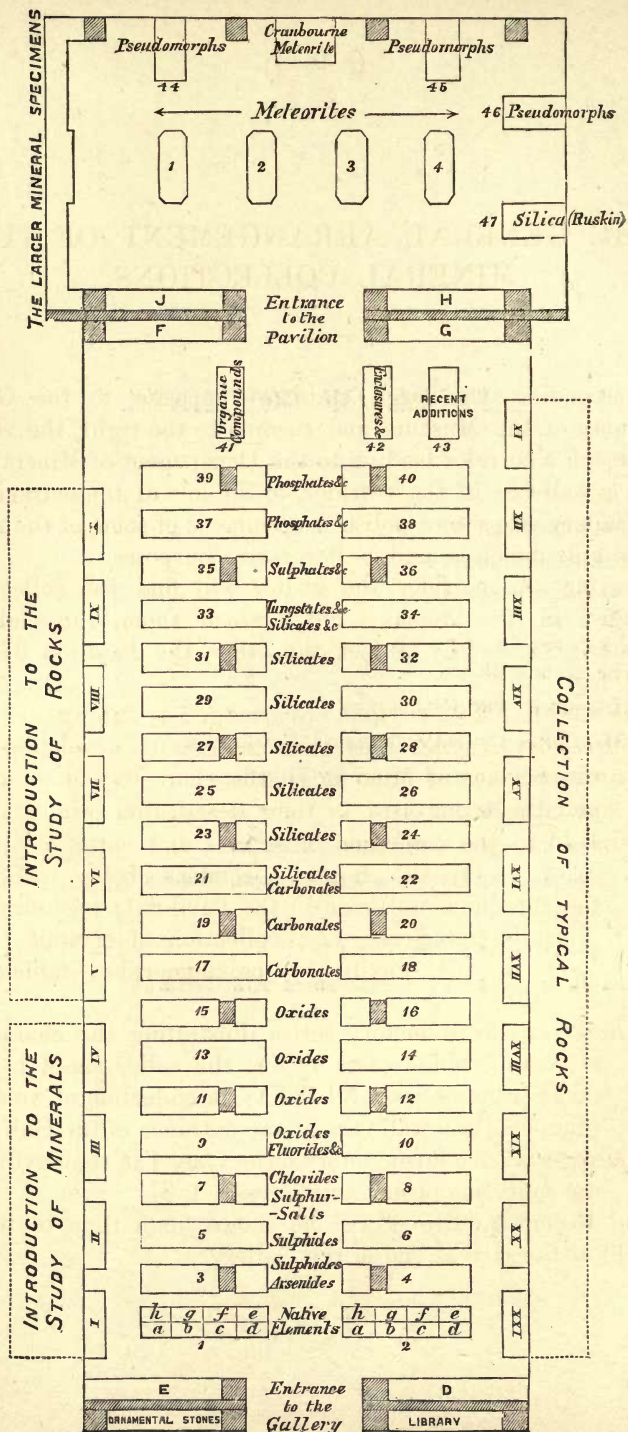 THE LARGER MINERAL SPECIMENS
Pseudomorphs
Cranbourne
Meteorite
Pseudomorphs
44
45
Meteorites
46 Pseudomorphs
1 2 3 4
47 Silica (Ruskin)
J
Entrance
to the
Pavilion
H
F
G
Organic
Compounds
41
Enclosures &c
42
RECENT
ADDITIONS
43
39 Phosphates &c 40
37 Phosphates &c 38
35 Sulphates &c 36
33 Tungstates &c
Silicates &c 34
31 Silicates 32
29 Silicates 30
27 Silicates 28
25 Silicates 26
23 Silicates 24
21 Silicates
Carbonates 22
19 Carbonates 20
17 Carbonates 18
15 Oxides 16
13 Oxides 14
11 Oxides 12
9 Oxides
Fluorides &c 10
7 Chlorides
Sulphur-
-Salts 8
5 Sulphides 6
3 Sulphides
Arsenides 4
h g f e Native h g f e
a b c d Elements a b c d
1 2
INTRODUCTION TO THE
STUDY OF ROCKS
X
IX
VIII
VII
VI
V
INTRODUCTION TO THE
STUDY OF MINERALS
IV
III
II
I
COLLECTION OF TYPICAL ROCKS
XI
XII
XIII
XIV
XV
XVI
XVII
XVIII
XIX
XX
XXI
E
Entrance
to the
Gallery
D
ORNAMENTAL STONES
LIBRARY